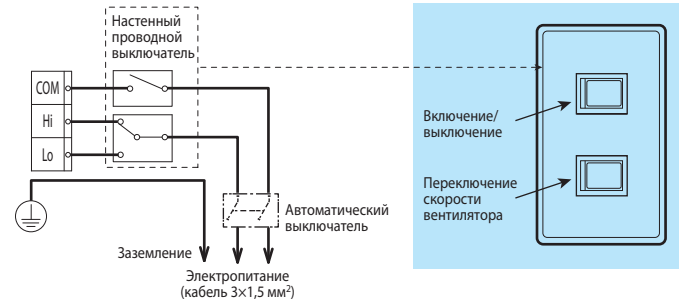 Настенный
проводной
выключатель
COM
Hi
Lo
Включение/
выключение
Переключение
скорости
вентилятора
Автоматический
выключатель
Заземление
Электропитание
(кабель 3×1,5 мм²)